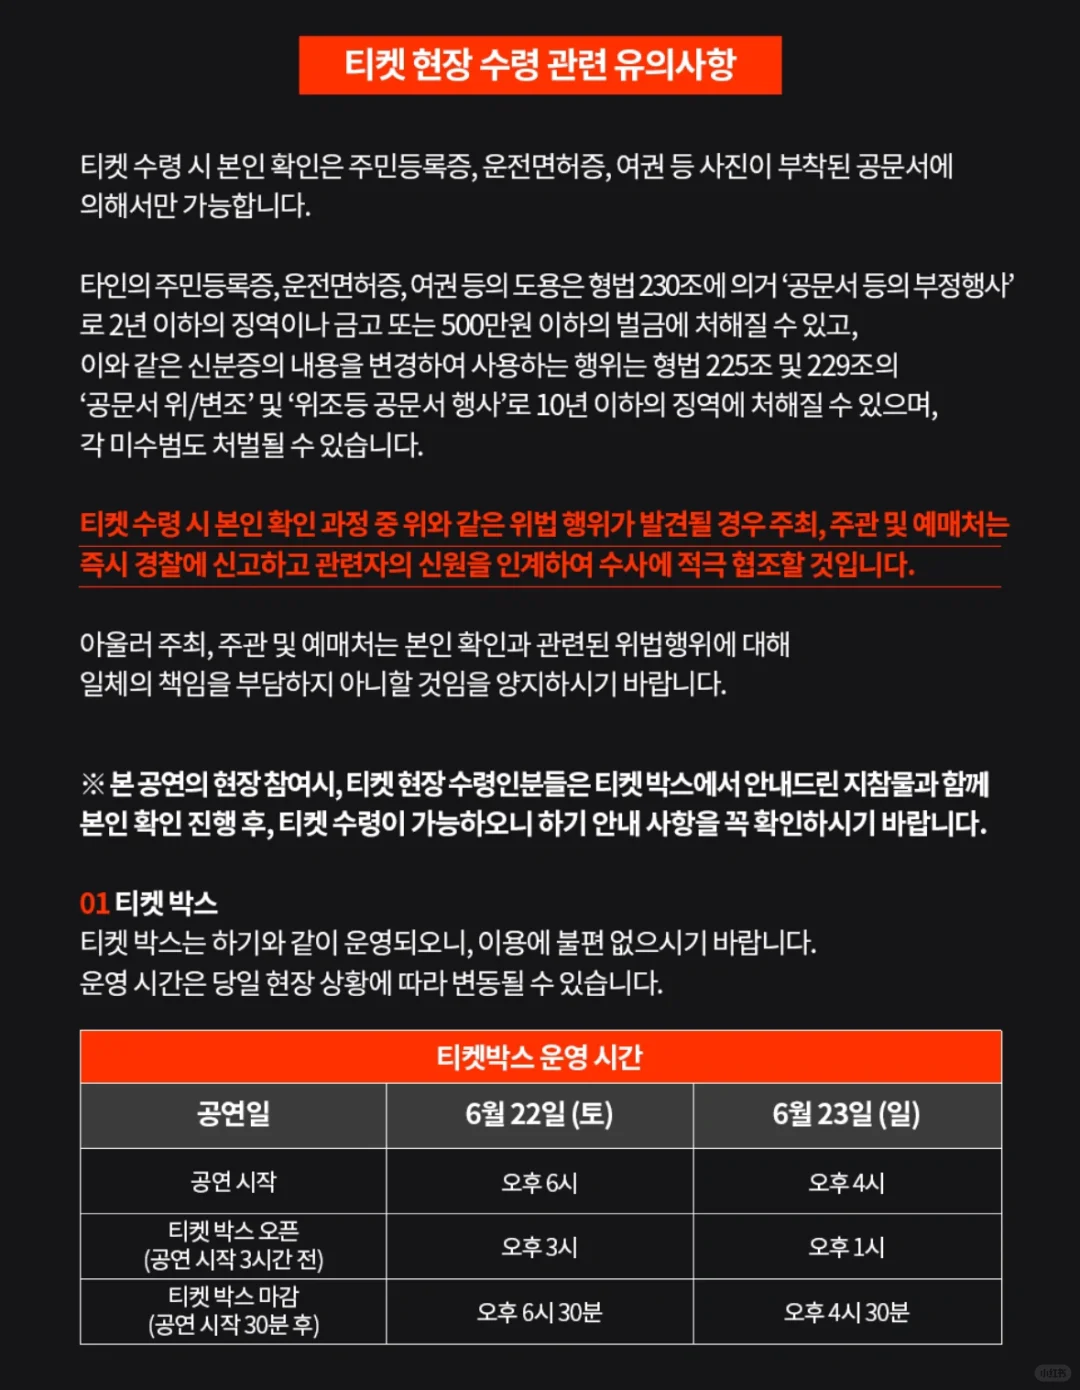 티켓 현장 수령 관련 유의사항
티켓 수령 시 본인 확인은 주민등록증, 운전면허증, 여권 등 사진이 부착된 공문서에
의해서만 가능합니다.
타인의 주민등록증, 운전면허증, 여권 등의 도용은 형법 230조에 의거 ‘공문서 등의 부정행사’
로 2년 이하의 징역이나 금고 또는 500만원 이하의 벌금에 처해질 수 있고,
이와 같은 신분증의 내용을 변경하여 사용하는 행위는 형법 225조 및 229조의
‘공문서 위/변조’ 및 ‘위조등 공문서 행사’로 10년 이하의 징역에 처해질 수 있으며,
각 미수범도 처벌될 수 있습니다.
티켓 수령 시 본인 확인 과정 중 위와 같은 위법 행위가 발견될 경우 주최, 주관 및 예매처는
즉시 경찰에 신고하고 관련자의 신원을 인계하여 수사에 적극 협조할 것입니다.
아울러 주최, 주관 및 예매처는 본인 확인과 관련된 위법행위에 대해
일체의 책임을 부담하지 아니할 것임을 양지하시기 바랍니다.
※ 본 공연의 현장 참여시, 티켓 현장 수령인분들은 티켓 박스에서 안내드린 지참물과 함께
본인 확인 진행 후, 티켓 수령이 가능하오니 하기 안내 사항을 꼭 확인하시기 바랍니다.
01 티켓 박스
티켓 박스는 하기와 같이 운영되오니, 이용에 불편 없으시기 바랍니다.
운영 시간은 당일 현장 상황에 따라 변동될 수 있습니다.
티켓박스 운영 시간
공연일 6월 22일 (토) 6월 23일 (일)
공연 시작 오후 6시 오후 4시
티켓 박스 오픈
(공연 시작 3시간 전) 오후 3시 오후 1시
티켓 박스 마감
(공연 시작 30분 후) 오후 6시 30분 오후 4시 30분
小红书